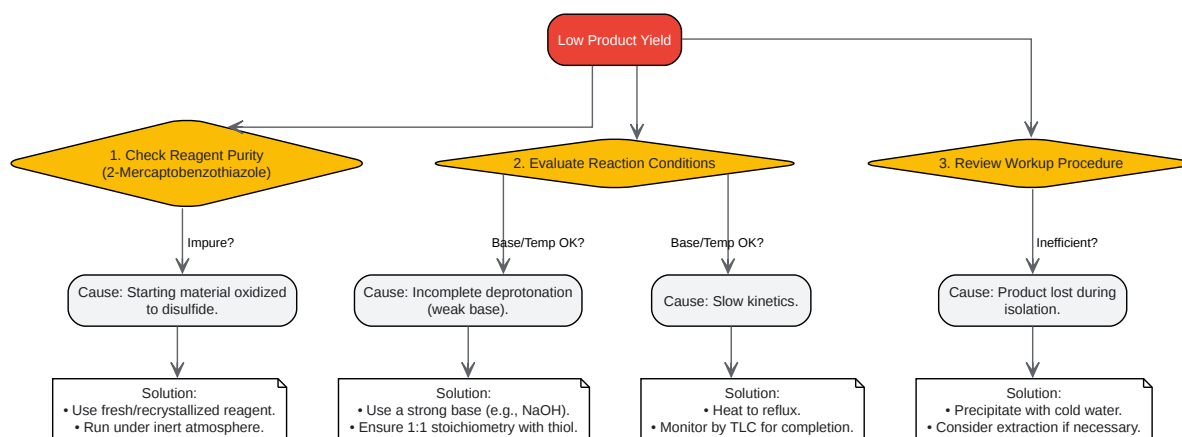 Low Product Yield
1. Check Reagent Purity
(2-Mercaptobenzothiazole)
2. Evaluate Reaction Conditions
3. Review Workup Procedure
Impure?
Base/Temp OK?
Base/Temp OK?
Inefficient?
Cause: Starting material oxidized
to disulfide.
Cause: Incomplete deprotonation
(weak base).
Cause: Slow kinetics.
Cause: Product lost during
isolation.
Solution:
• Use fresh/recrystallized reagent.
• Run under inert atmosphere.
Solution:
• Use a strong base (e.g., NaOH).
• Ensure 1:1 stoichiometry with thiol.
Solution:
• Heat to reflux.
• Monitor by TLC for completion.
Solution:
• Precipitate with cold water.
• Consider extraction if necessary.